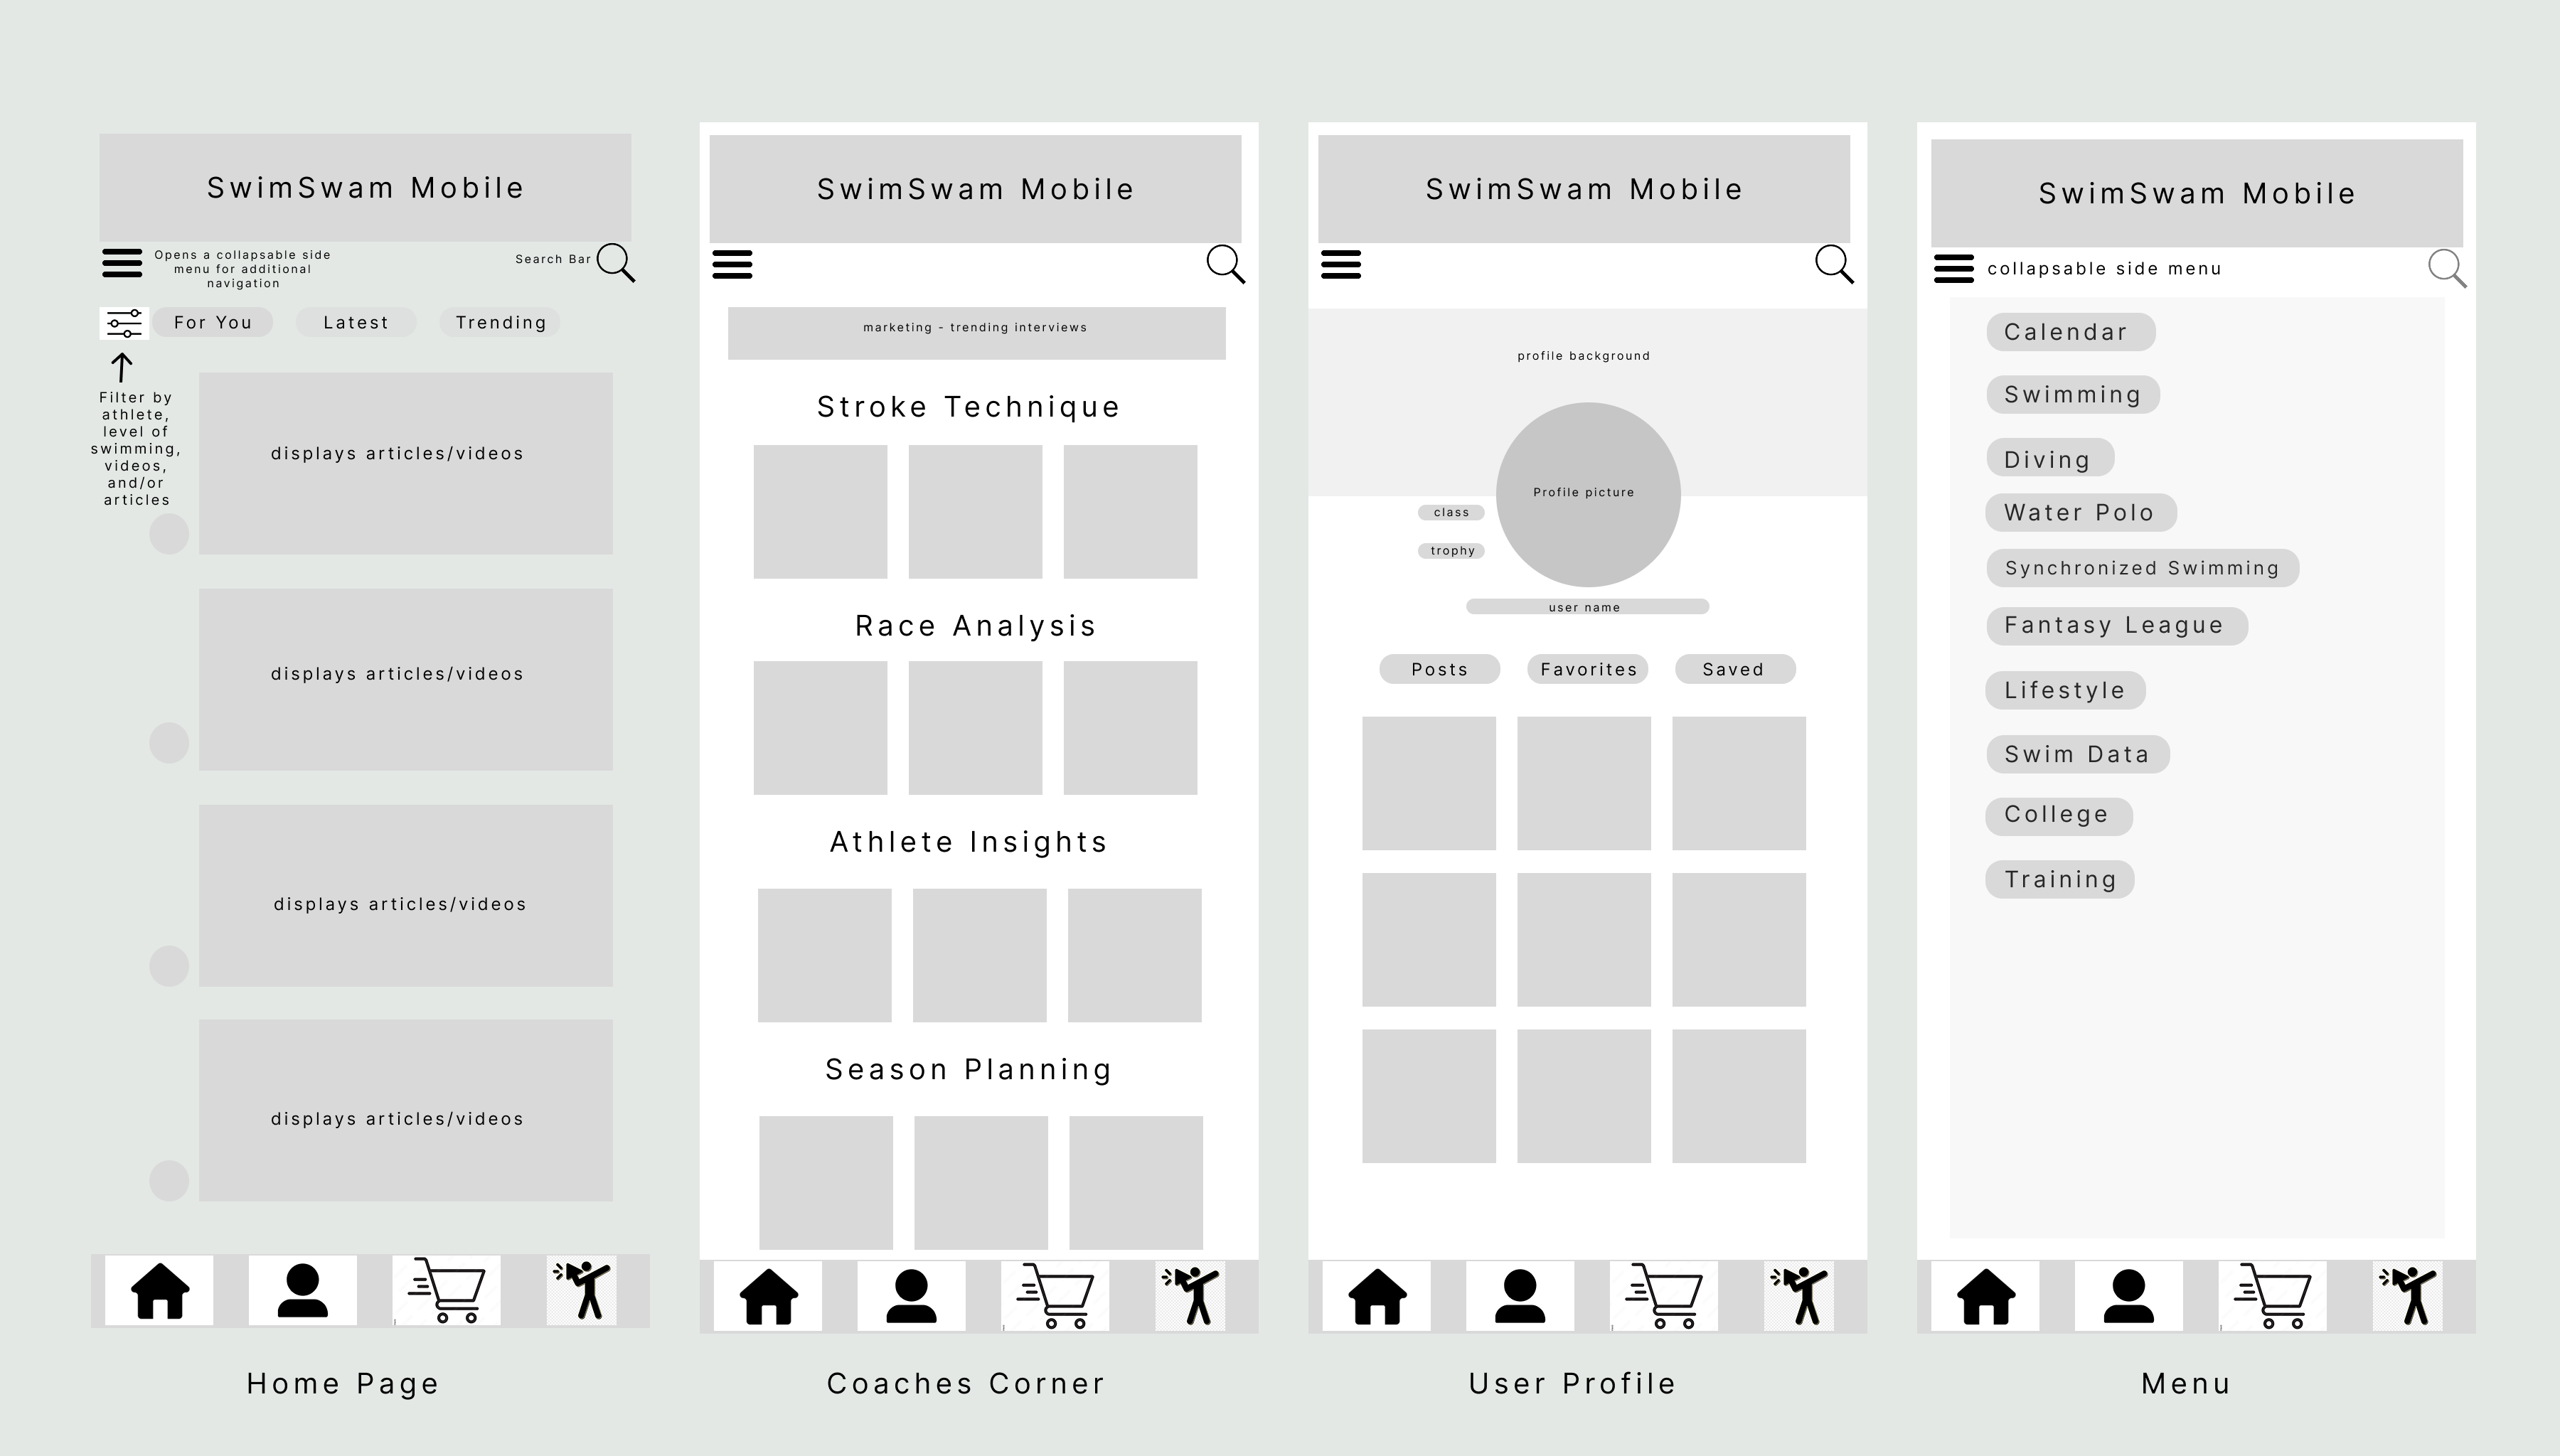 SwimSwam Mobile
Opens a collapsable side
menu for additional
navigation
Search Bar
For You
Latest
Trending
Filter by
athlete,
level of
swimming,
videos,
and/or
articles
displays articles/videos
displays articles/videos
displays articles/videos
displays articles/videos
Home Page
SwimSwam Mobile
marketing - trending interviews
Stroke Technique
Race Analysis
Athlete Insights
Season Planning
Coaches Corner
SwimSwam Mobile
profile background
Profile picture
class
trophy
user name
Posts
Favorites
Saved
User Profile
SwimSwam Mobile
collapsable side menu
Calendar
Swimming
Diving
Water Polo
Synchronized Swimming
Fantasy League
Lifestyle
Swim Data
College
Training
Menu